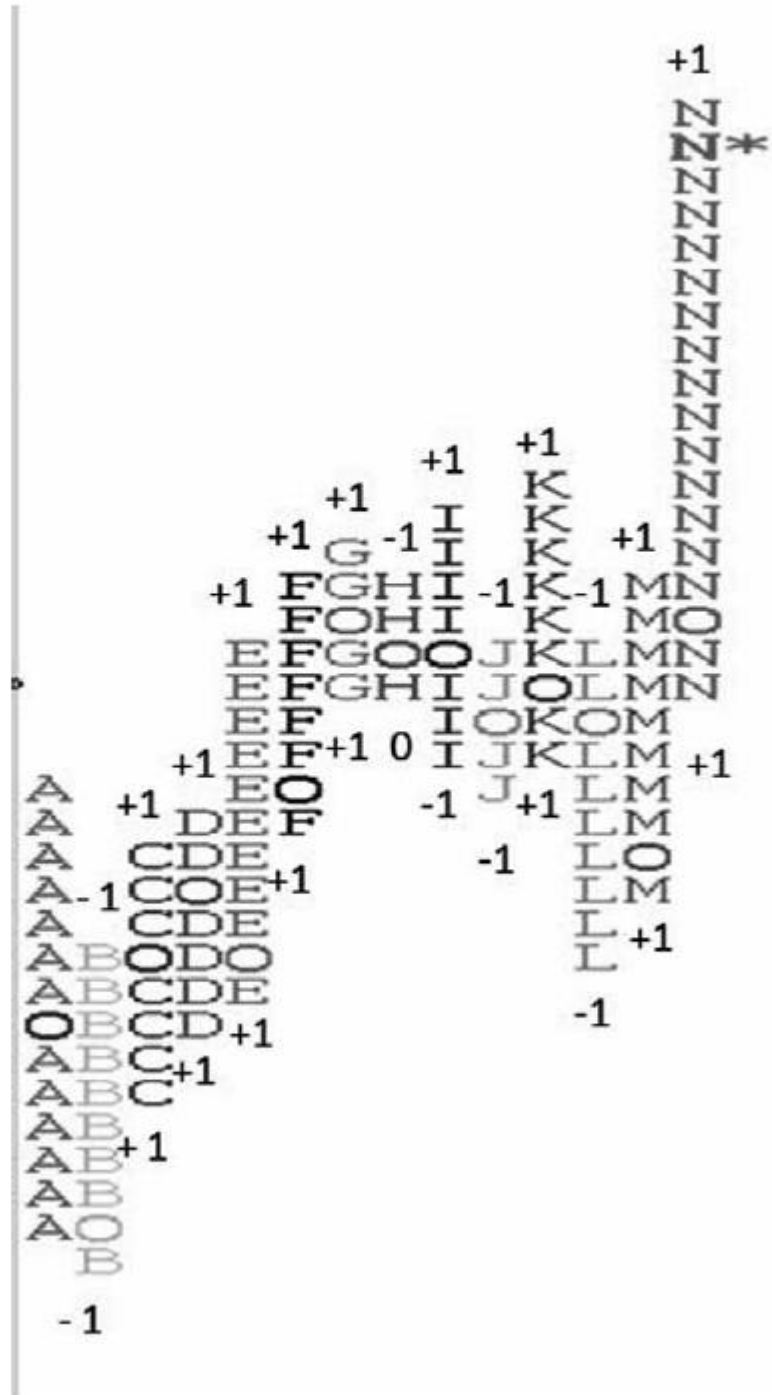 +1
N
N *
N
N
N
N
N
N
N
N
+1
+1 N
K N
+1
I K N
+1 -1 +1
G I K N
+1 F G H I -1 K -1 M N
F O H I K M O
E F G O O J K L M N
E F G H I J O L M N
E F I O K O M
+1 E F +1 0 I J K L M +1
A E O J L M
+1 -1 +1
A D E F L M
A C D E -1 L O
A -1 C O E +1 L M
A C D E L +1
A B O D O L
A B C D E
-1
O B C D +1
A B C +1
A B C
A B
+1
A B
A B
A O
B
-1